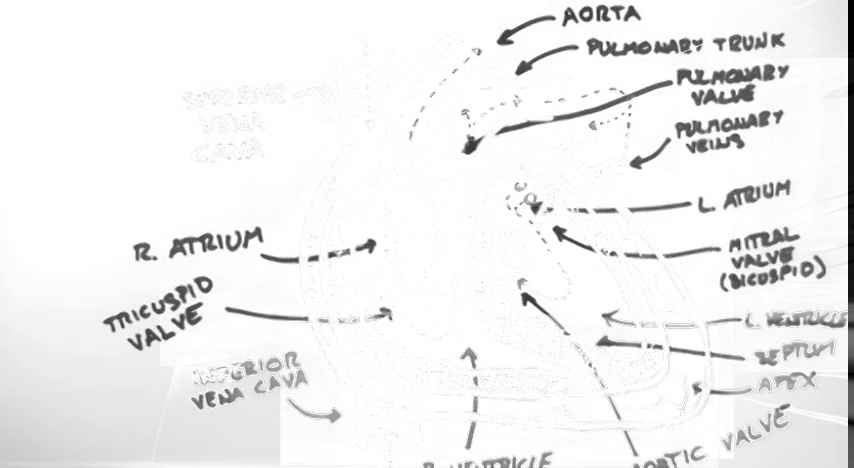 AORTA
PULMONARY TRUNK
PULMONARY
VALVE
PULMONARY
VEINS
SUPERIOR
VENA
CAVA
L. ATRIUM
R. ATRIUM
MITRAL
VALVE
(BICUSPID)
TRICUSPID
VALVE
L. VENTRICLE
SEPTUM
INFERIOR
VENA CAVA
APEX
AORTIC VALVE
R. VENTRICLE